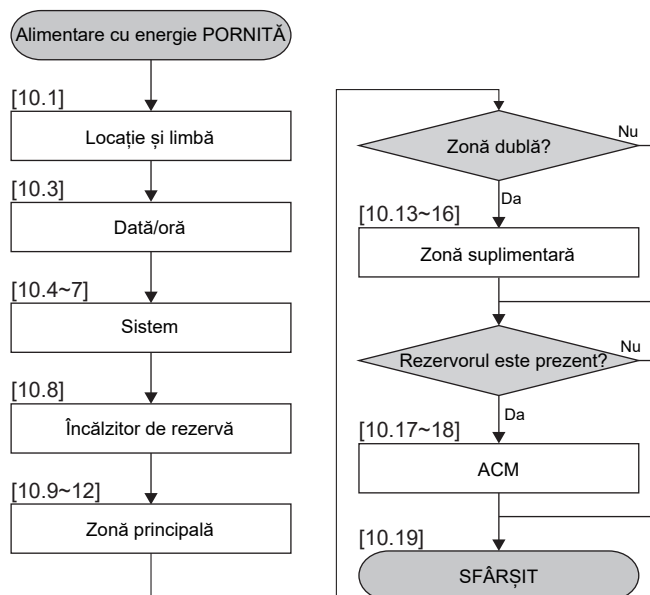 Alimentare cu energie PORNITĂ
[10.1]
Locație și limbă
[10.3]
Dată/oră
[10.4~7]
Sistem
[10.8]
Încălzitor de rezervă
[10.9~12]
Zonă principală
Zonă dublă?
Nu
Da
[10.13~16]
Zonă suplimentară
Rezervorul este prezent?
Nu
Da
[10.17~18]
ACM
[10.19]
SFÂRȘIT